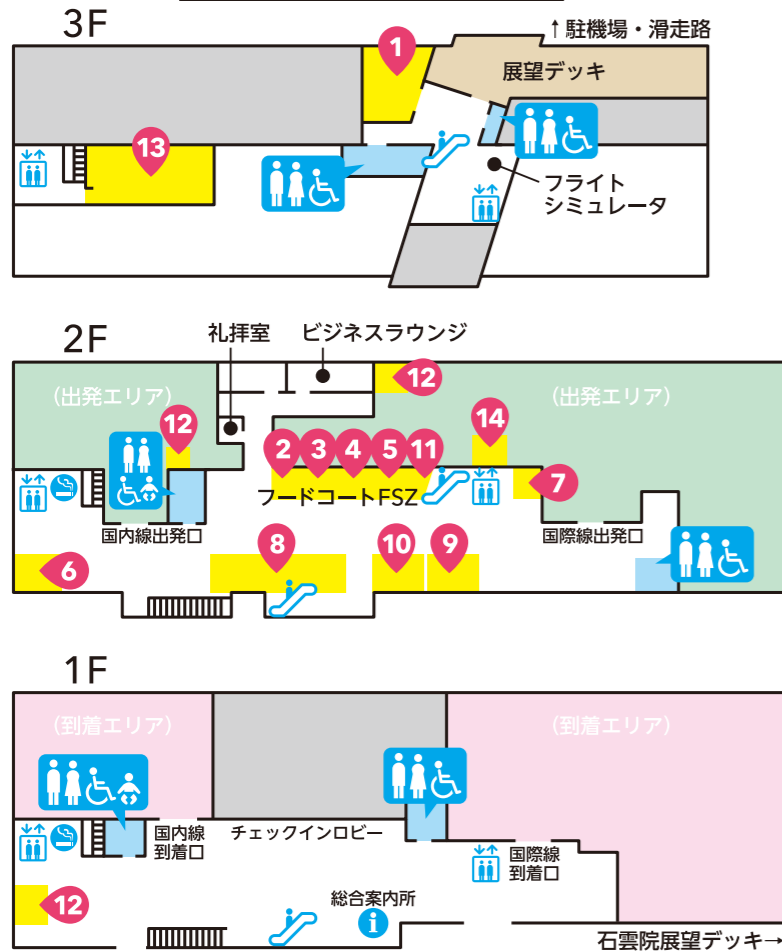 3F
↑駐機場・滑走路
1
展望デッキ
13
フライト
シミュレータ
2F
礼拝室
ビジネスラウンジ
(出発エリア)
12
(出発エリア)
12
14
2
3
4
5
11
7
フードコートFSZ
国内線出発口
国際線出発口
6
8
10
9
1F
(到着エリア)
(到着エリア)
国内線
到着口
チェックインロビー
国際線
到着口
12
総合案内所
i
石雲院展望デッキ→